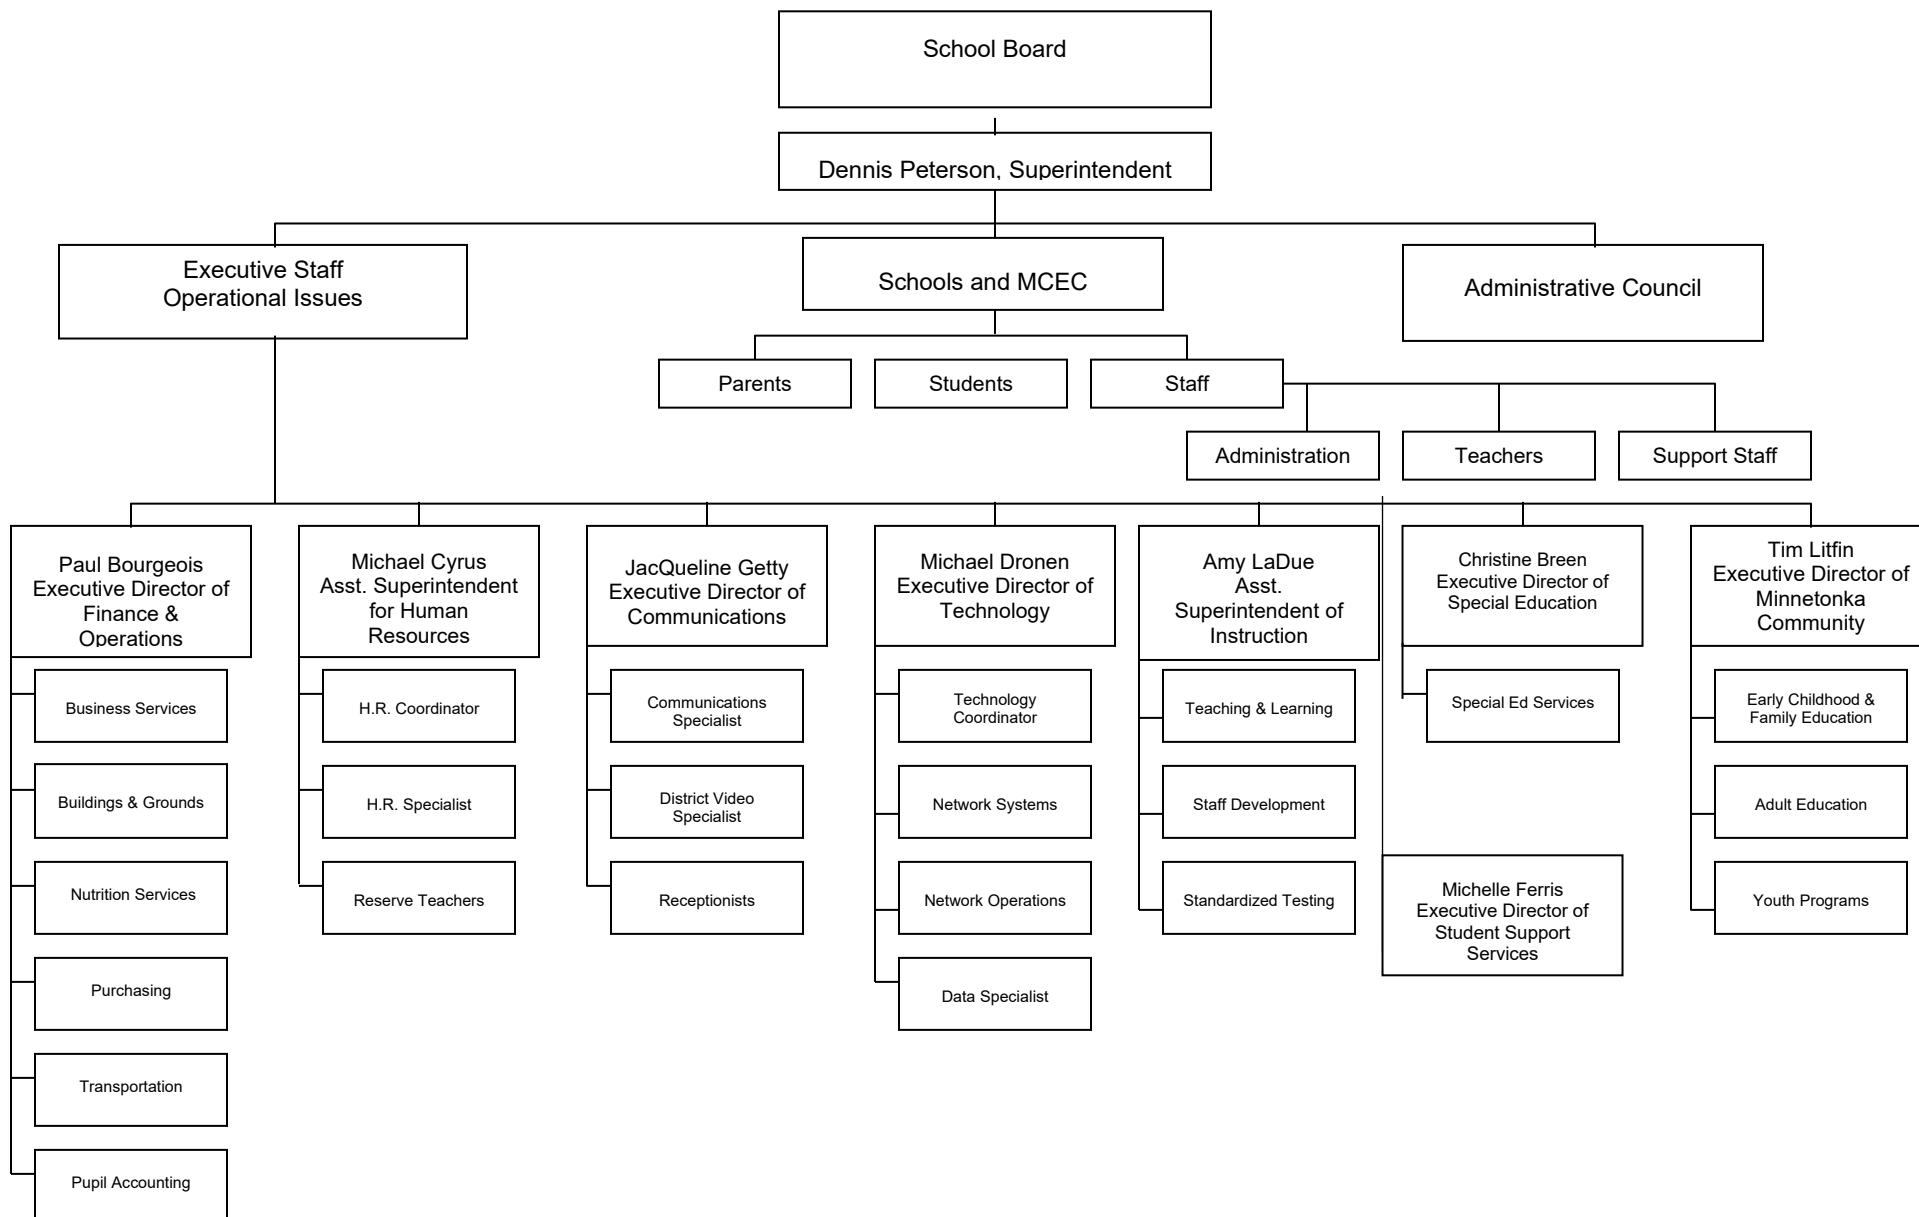 School Board
Dennis Peterson, Superintendent
Executive Staff
Operational Issues
Schools and MCEC
Administrative Council
Parents
Students
Staff
Administration
Teachers
Support Staff
Paul Bourgeois
Executive Director of
Finance &
Operations
Michael Cyrus
Asst. Superintendent
for Human
Resources
JacQueline Getty
Executive Director of
Communications
Michael Dronen
Executive Director of
Technology
Amy LaDue
Asst.
Superintendent of
Instruction
Christine Breen
Executive Director of
Special Education
Tim Litfin
Executive Director of
Minnetonka
Community
Business Services
Buildings & Grounds
Nutrition Services
Purchasing
Transportation
Pupil Accounting
H.R. Coordinator
H.R. Specialist
Reserve Teachers
Communications
Specialist
District Video
Specialist
Receptionists
Technology
Coordinator
Network Systems
Network Operations
Data Specialist
Teaching & Learning
Staff Development
Standardized Testing
Special Ed Services
Michelle Ferris
Executive Director of
Student Support
Services
Early Childhood &
Family Education
Adult Education
Youth Programs